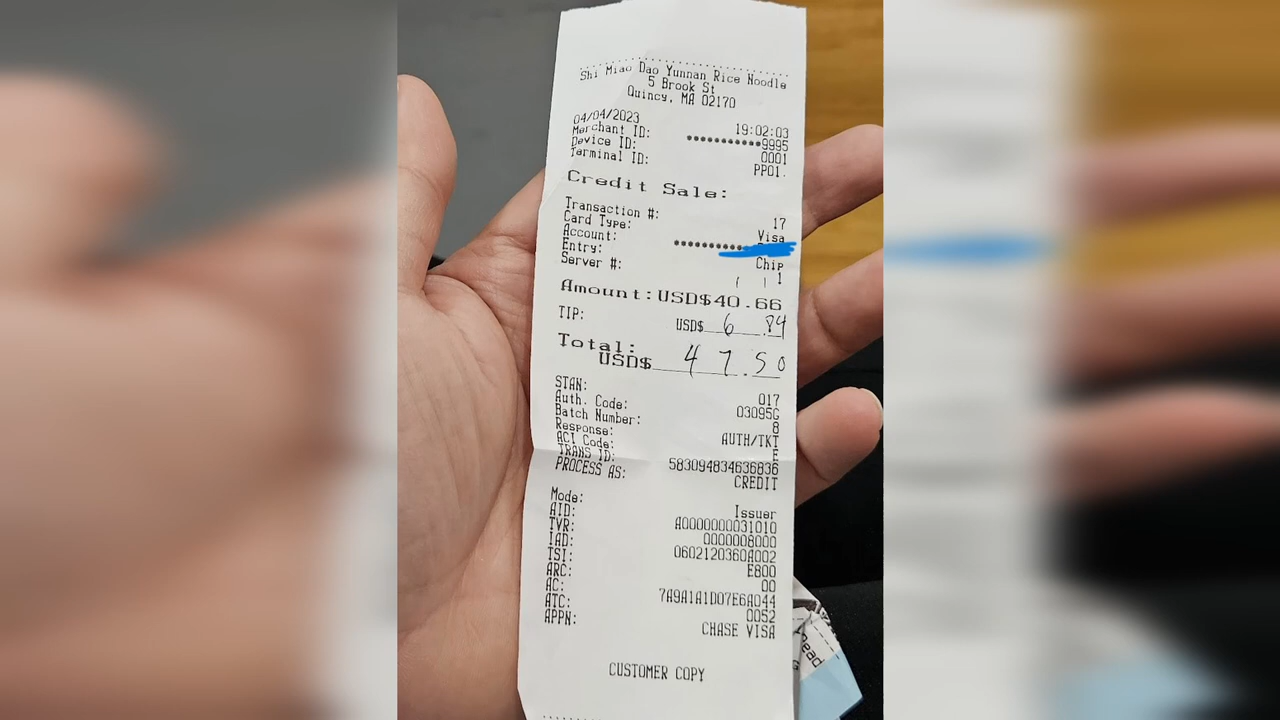 Shi Miao Dao Yunnan Rice Noodle
5 Brook St
Quincy, MA 02170
04/04/2023 19:02:03
Merchant ID: ••••••••••9995
Device ID: 0001
Terminal ID: PP01.
Credit Sale:
Transaction #: 17
Card Type: Visa
Account: ••••••••••
Entry: Chip
Server #: 1
Amount: USD$40.66
TIP: USD$ 6.84
Total:
USD$ 47.50
STAN: 017
Auth. Code: 03095G
Batch Number: 8
Response: AUTH/TKT
ACI Code: E
TRANS ID: 583094834636836
PROCESS AS: CREDIT
Mode: Issuer
AID: A0000000031010
TVR: 0000008000
IAD: 0602120360A002
TSI: E800
ARC: 00
AC: 7A9A1A1D07E6A044
ATC: 0052
APPN: CHASE VISA
CUSTOMER COPY